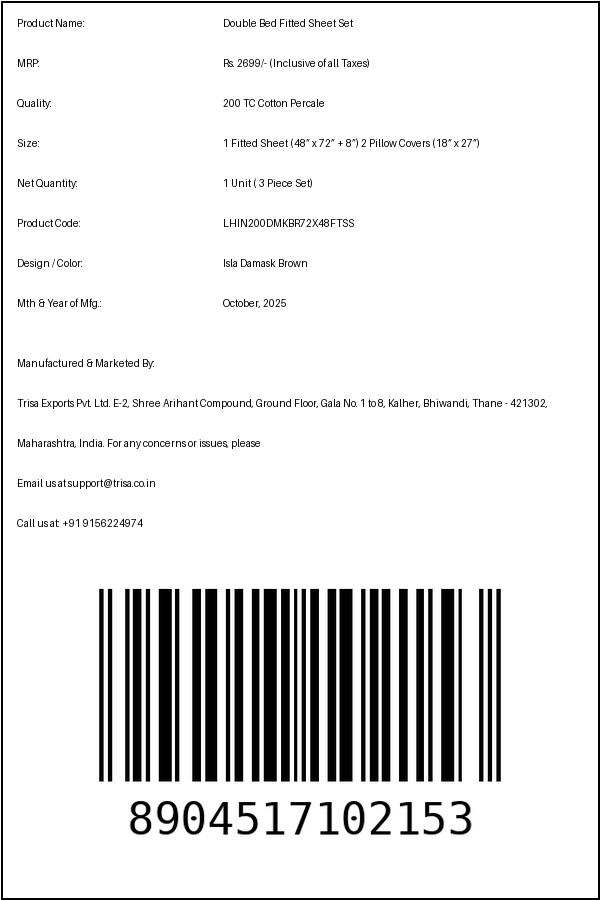 Product Name: Double Bed Fitted Sheet Set
MRP: Rs. 2699/- (Inclusive of all Taxes)
Quality: 200 TC Cotton Percale
Size: 1 Fitted Sheet (48” x 72” + 8”) 2 Pillow Covers (18” x 27”)
Net Quantity: 1 Unit ( 3 Piece Set)
Product Code: LHIN200DMKBR72X48FTSS
Design / Color: Isla Damask Brown
Mth & Year of Mfg.: October, 2025
Manufactured & Marketed By:
Trisa Exports Pvt. Ltd. E-2, Shree Arihant Compound, Ground Floor, Gala No. 1 to 8, Kalher, Bhiwandi, Thane - 421302,
Maharashtra, India. For any concerns or issues, please
Email us at support@trisa.co.in
Call us at: +91 9156224974
8904517102153